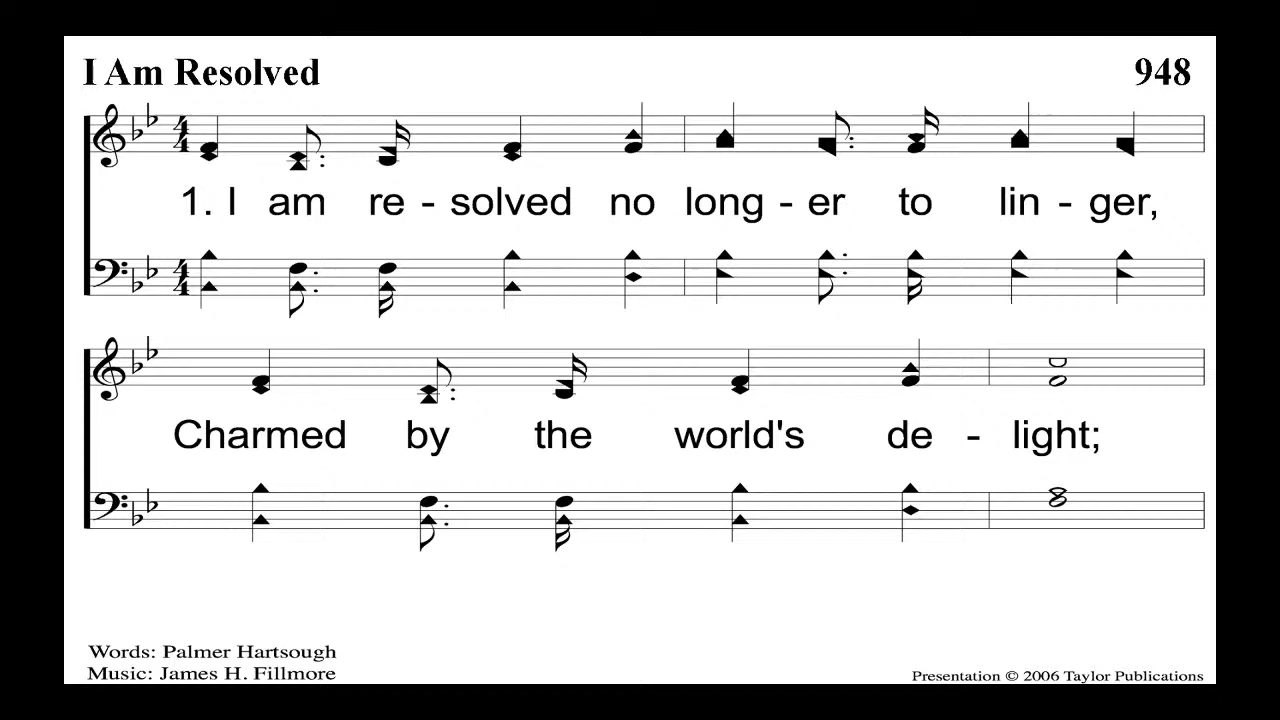 I Am Resolved 948
1. I am re - solved no long - er to lin - ger,
Charmed by the world's de - light;
Words: Palmer Hartsough
Music: James H. Fillmore
Presentation © 2006 Taylor Publications